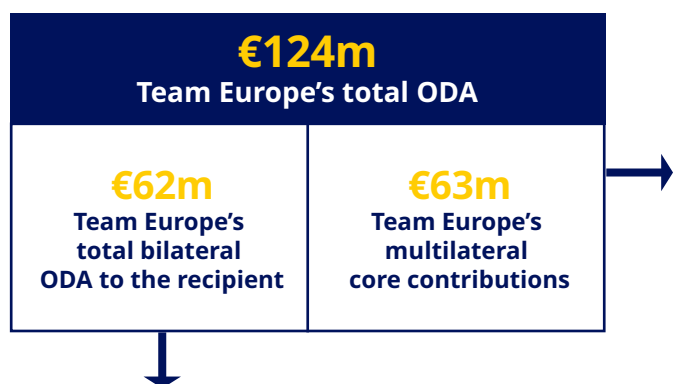 €124m
Team Europe’s total ODA
€62m
Team Europe’s
total bilateral
ODA to the recipient
€63m
Team Europe’s
multilateral
core contributions